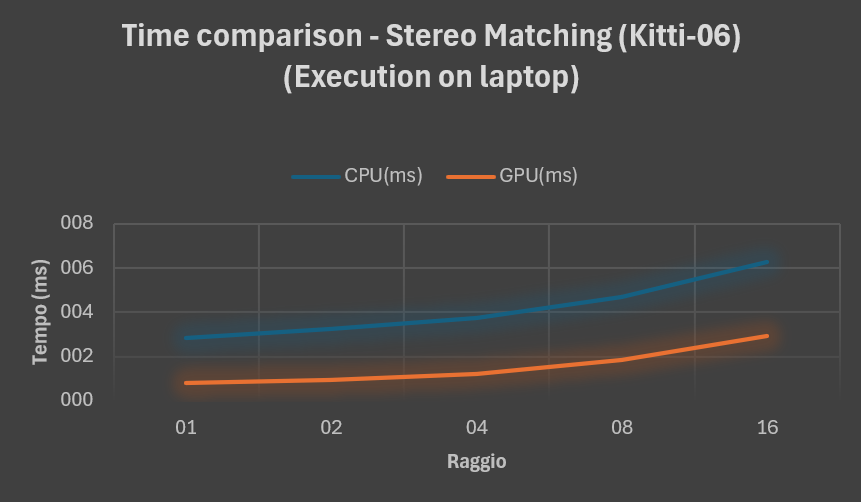 Time comparison - Stereo Matching (Kitti-06)
(Execution on laptop)
CPU(ms) GPU(ms)
Tempo (ms)
008
006
004
002
000
01 02 04 08 16
Raggio